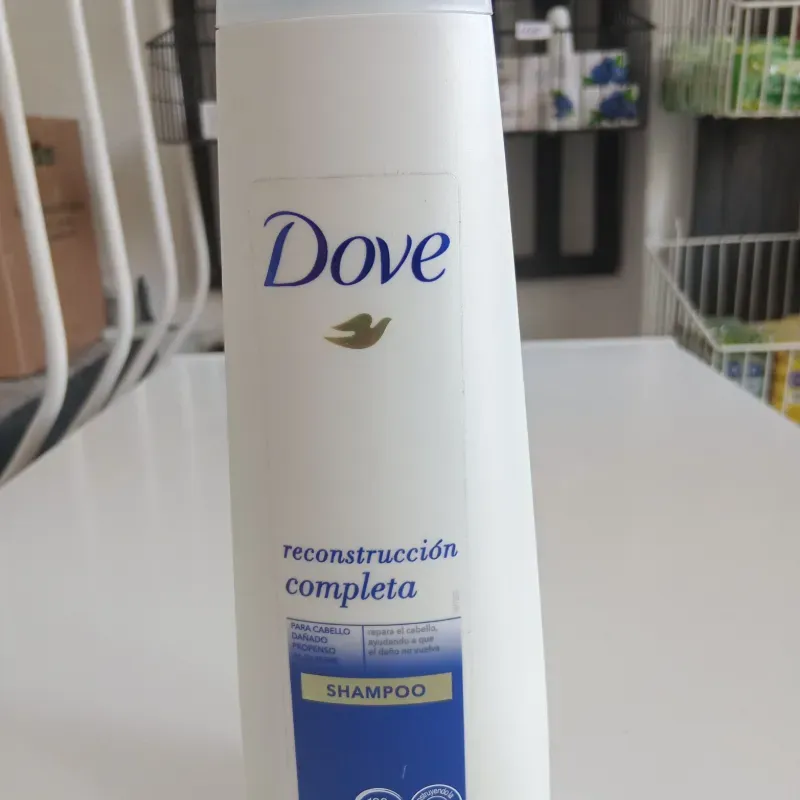 Dove
reconstrucción
completa
PARA CABELLO
DAÑADO
PROPENSO
repara el cabello,
ayudando a que
el daño no vuelva
SHAMPOO